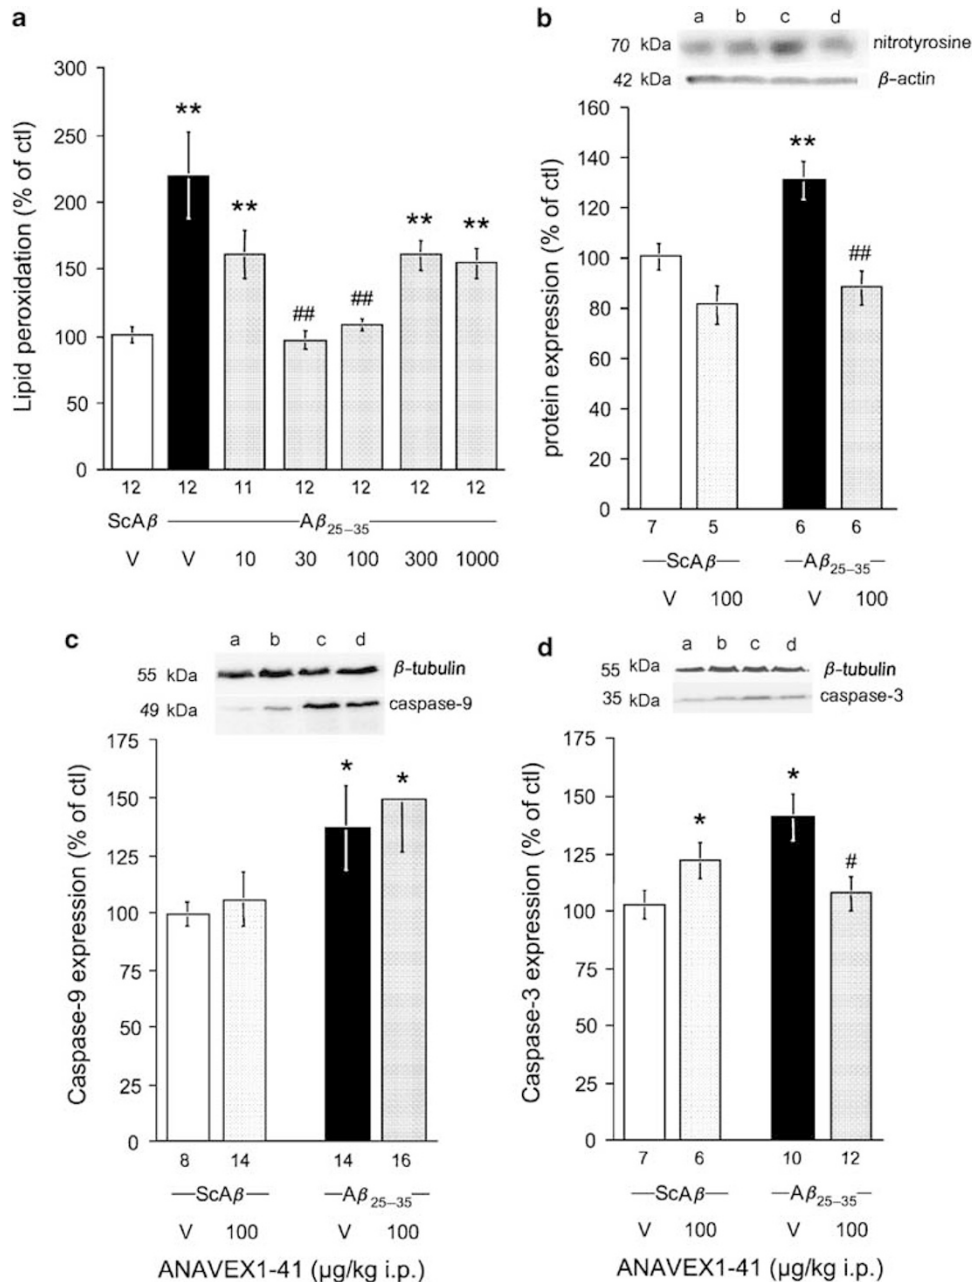 a
Lipid peroxidation (% of ctl)
300
250
200
150
100
50
0
**
**
##
##
**
**
12 12 11 12 12 12 12
ScAβ Aβ25–35
V V 10 30 100 300 1000
b
a b c d
70 kDa nitrotyrosine
42 kDa β-actin
protein expression (% of ctl)
160
140
120
100
80
60
40
20
0
**
##
7 5 6 6
ScAβ Aβ25–35
V 100 V 100
c
a b c d
55 kDa β-tubulin
49 kDa caspase-9
Caspase-9 expression (% of ctl)
175
150
125
100
75
50
25
0
*
*
8 14 14 16
ScAβ Aβ25–35
V 100 V 100
ANAVEX1-41 (µg/kg i.p.)
d
a b c d
55 kDa β-tubulin
35 kDa caspase-3
Caspase-3 expression (% of ctl)
175
150
125
100
75
50
25
0
*
*
#
7 6 10 12
ScAβ Aβ25–35
V 100 V 100
ANAVEX1-41 (µg/kg i.p.)